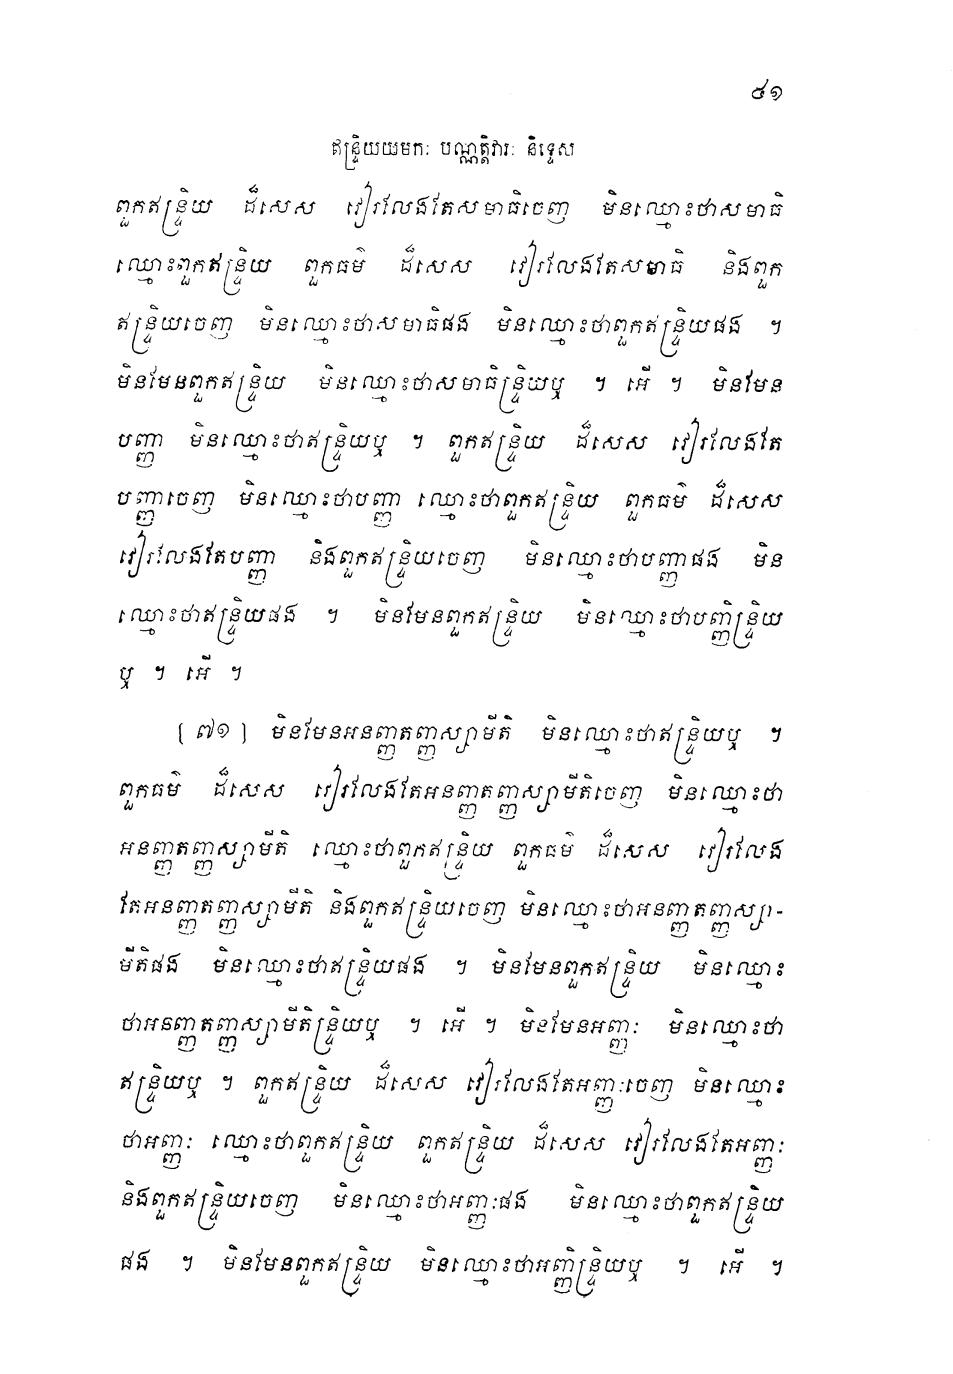 ៤១
ឥន្ទ្រិយយមកៈ បណ្ណត្តិវារៈ និទ្ទេស
ពួកឥន្ទ្រិយ ដ៏សេស វៀរលែងតែសមាធិចេញ មិនឈ្មោះថាសមាធិ
ឈ្មោះពួកឥន្ទ្រិយ ពួកធម៌ ដ៏សេស វៀរលែងតែសមាធិ និងពួក
ឥន្ទ្រិយចេញ មិនឈ្មោះថាសមាធិផង មិនឈ្មោះថាពួកឥន្ទ្រិយផង ។
មិនមែនពួកឥន្ទ្រិយ មិនឈ្មោះថាសមាធិន្ទ្រិយឬ ។ អើ ។ មិនមែន
បញ្ញា មិនឈ្មោះថាឥន្ទ្រិយឬ ។ ពួកឥន្ទ្រិយ ដ៏សេស វៀរលែងតែ
បញ្ញាចេញ មិនឈ្មោះថាបញ្ញា ឈ្មោះថាពួកឥន្ទ្រិយ ពួកធម៌ ដ៏សេស
វៀរលែងតែបញ្ញា និងពួកឥន្ទ្រិយចេញ មិនឈ្មោះថាបញ្ញាផង មិន
ឈ្មោះថាឥន្ទ្រិយផង ។ មិនមែនពួកឥន្ទ្រិយ មិនឈ្មោះថាបញ្ញិន្ទ្រិយ
ឬ ។ អើ ។
[៧១] មិនមែនអនញ្ញាតញ្ញស្សាមីតិ មិនឈ្មោះថាឥន្ទ្រិយឬ ។
ពួកធម៌ ដ៏សេស វៀរលែងតែអនញ្ញាតញ្ញស្សាមីតិចេញ មិនឈ្មោះថា
អនញ្ញាតញ្ញស្សាមីតិ ឈ្មោះថាពួកឥន្ទ្រិយ ពួកធម៌ ដ៏សេស វៀរលែង
តែអនញ្ញាតញ្ញស្សាមីតិ និងពួកឥន្ទ្រិយចេញ មិនឈ្មោះថាអនញ្ញាតញ្ញស្សា-
មីតិផង មិនឈ្មោះថាឥន្ទ្រិយផង ។ មិនមែនពួកឥន្ទ្រិយ មិនឈ្មោះ
ថាអនញ្ញាតញ្ញស្សាមីតិន្ទ្រិយឬ ។ អើ ។ មិនមែនអញ្ញៈ មិនឈ្មោះថា
ឥន្ទ្រិយឬ ។ ពួកឥន្ទ្រិយ ដ៏សេស វៀរលែងតែអញ្ញៈចេញ មិនឈ្មោះ
ថាអញ្ញៈ ឈ្មោះថាពួកឥន្ទ្រិយ ពួកឥន្ទ្រិយ ដ៏សេស វៀរលែងតែអញ្ញៈ
និងពួកឥន្ទ្រិយចេញ មិនឈ្មោះថាអញ្ញៈផង មិនឈ្មោះថាពួកឥន្ទ្រិយ
ផង ។ មិនមែនពួកឥន្ទ្រិយ មិនឈ្មោះថាអញ្ញិន្ទ្រិយឬ ។ អើ ។